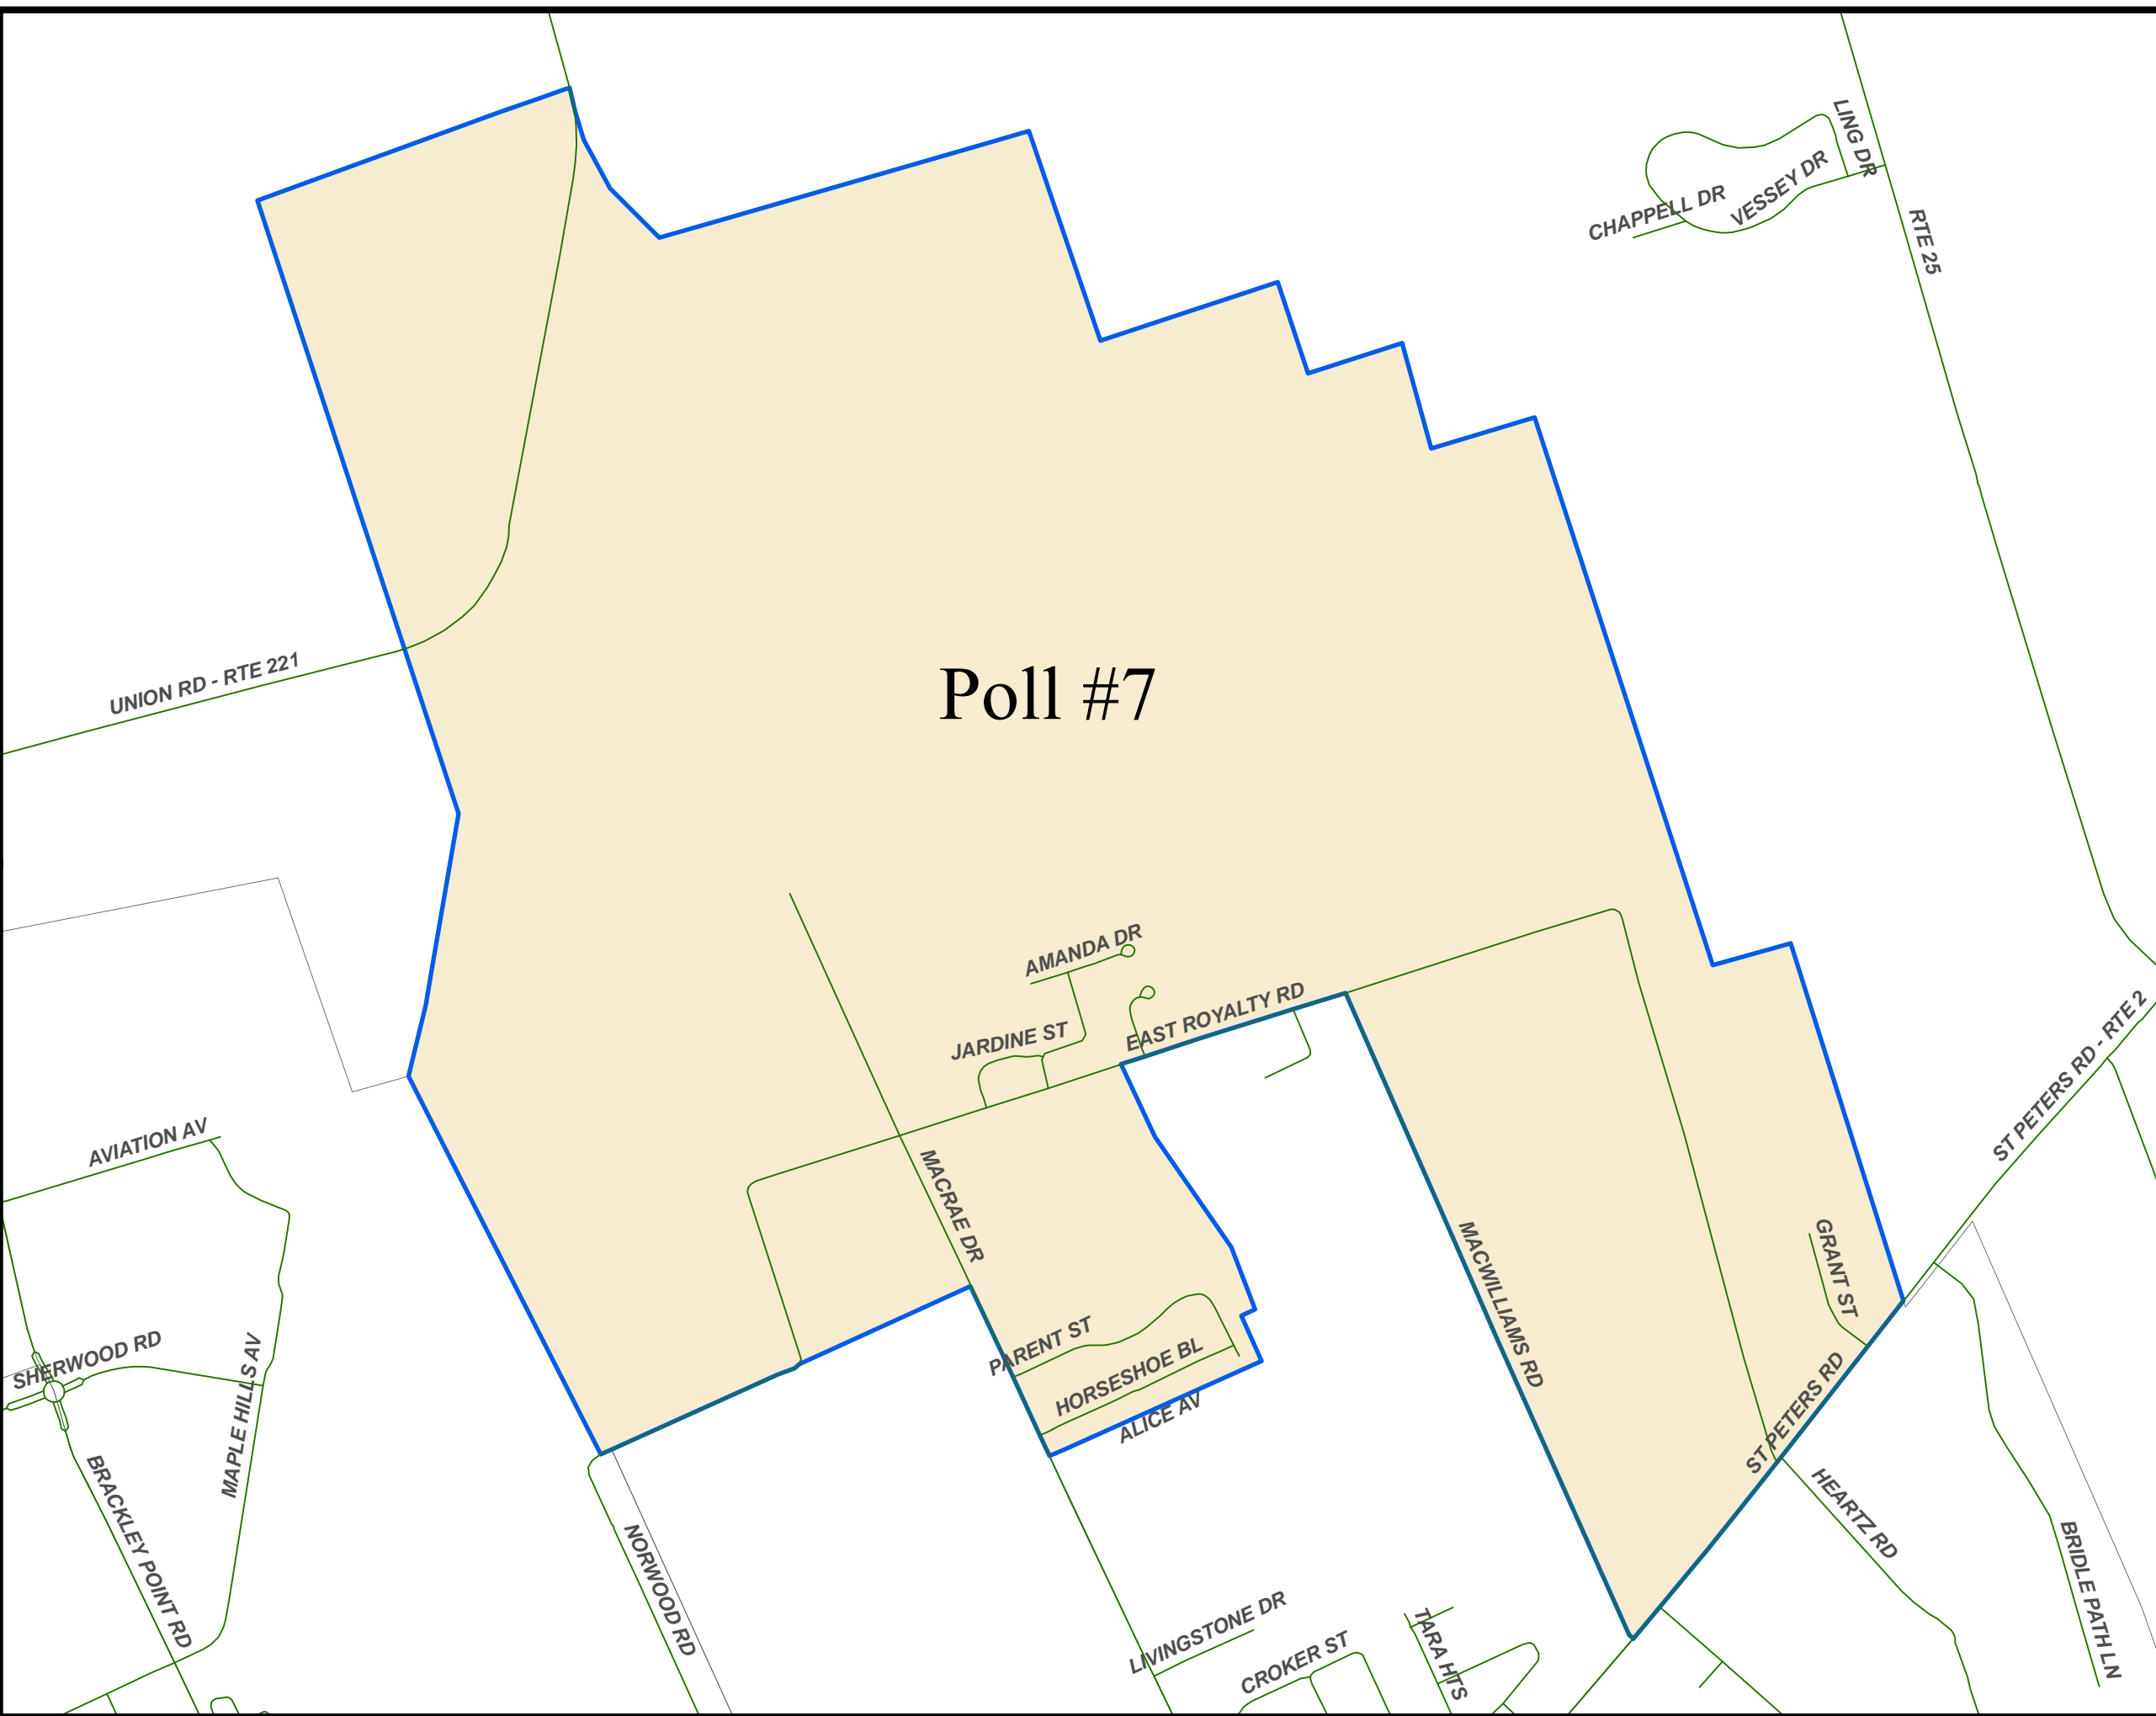 LING DR
CHAPPELL DR
VESSEY DR
RTE 25
UNION RD - RTE 221
Poll #7
AMANDA DR
JARDINE ST
EAST ROYALTY RD
ST PETERS RD - RTE 2
AVIATION AV
MACRAE DR
GRANT ST
MACWILLIAMS RD
PARENT ST
HORSESHOE BL
ALICE AV
SHERWOOD RD
MAPLE HILLS AV
ST PETERS RD
BRACKLEY POINT RD
HEARTZ RD
NORWOOD RD
BRIDLE PATH LN
LIVINGSTONE DR
CROKER ST
TARA HTS